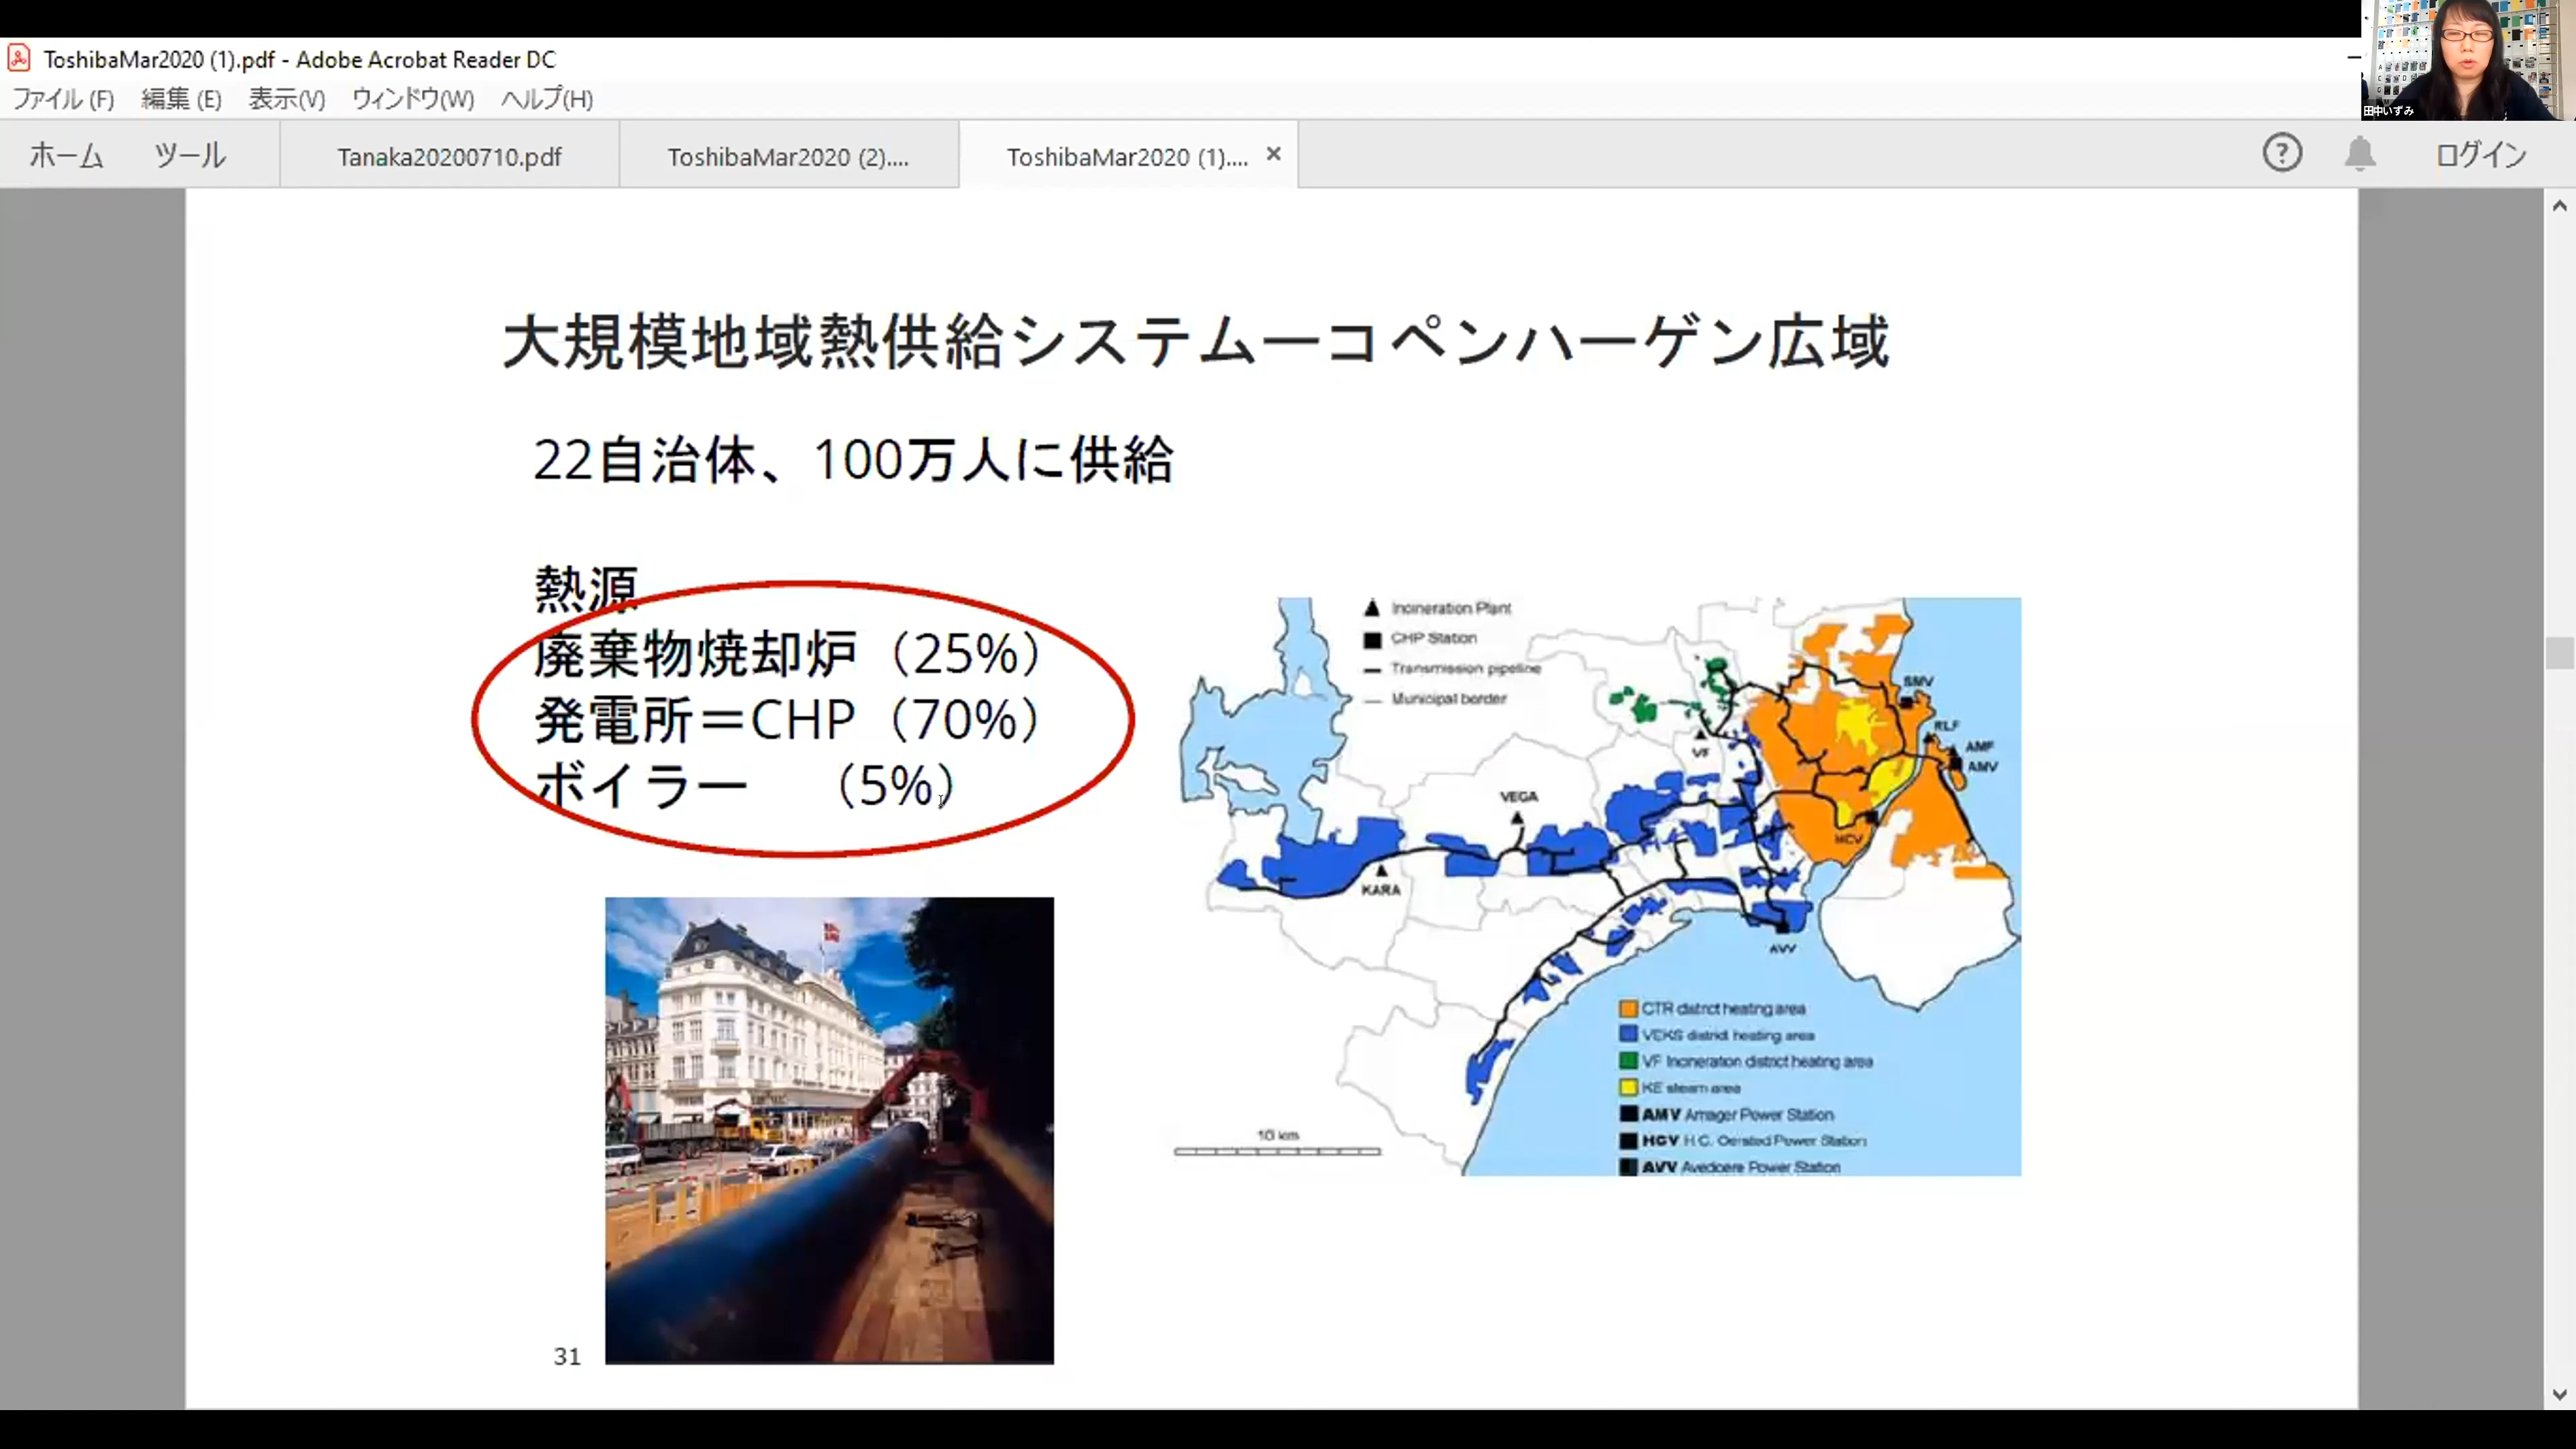 ToshibaMar2020 (1).pdf - Adobe Acrobat Reader DC
ファイル (F) 編集 (E) 表示(V) ウィンドウ(W) ヘルプ(H)
田中いずみ
ホーム ツール Tanaka20200710.pdf ToshibaMar2020 (2).... ToshibaMar2020 (1).... × ? ログイン
大規模地域熱供給システムーコペンハーゲン広域
22自治体、100万人に供給
熱源
廃棄物焼却炉（25%）
発電所＝CHP（70%）
ボイラー （5%）
Incineration Plant
CHP Station
Transmission pipeline
Municipal border
SMV
RLF
AMF
AMV
VF
VEGA
HCV
KARA
AVV
CTR district heating area
VEKS district heating area
VF Incineration district heating area
KE steam area
AMV Amager Power Station
HCV H.C. Oersted Power Station
AVV Avedoere Power Station
10 km
31